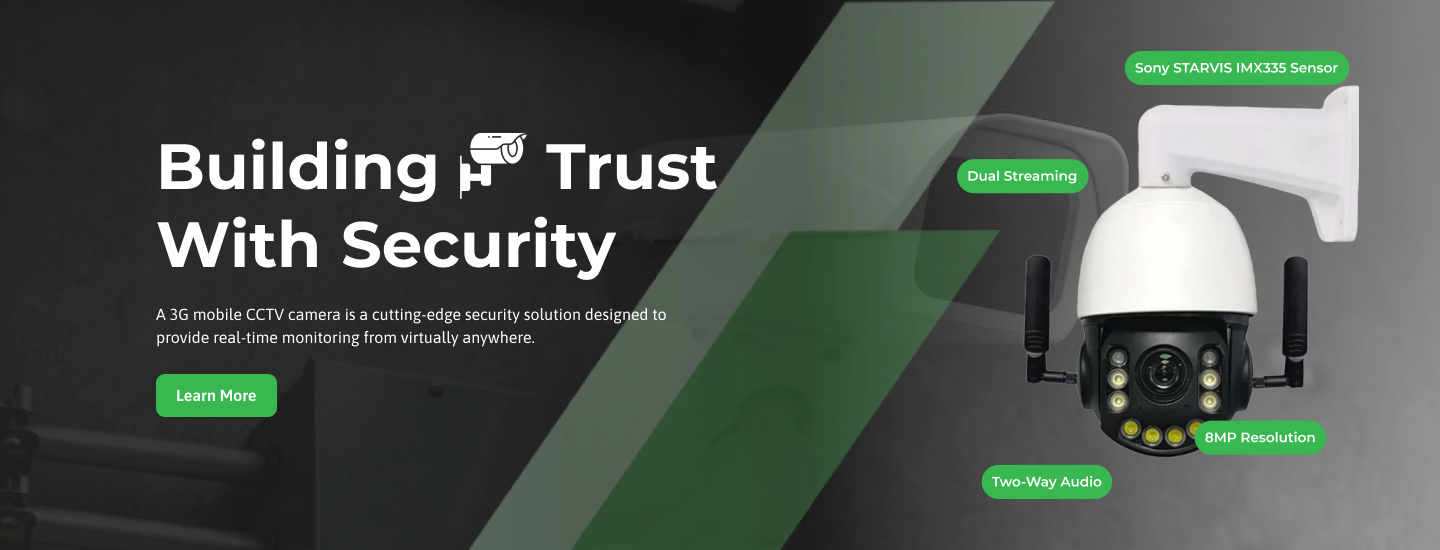 Building Trust
With Security
A 3G mobile CCTV camera is a cutting-edge security solution designed to
provide real-time monitoring from virtually anywhere.
Learn More
Sony STARVIS IMX335 Sensor
Dual Streaming
8MP Resolution
Two-Way Audio